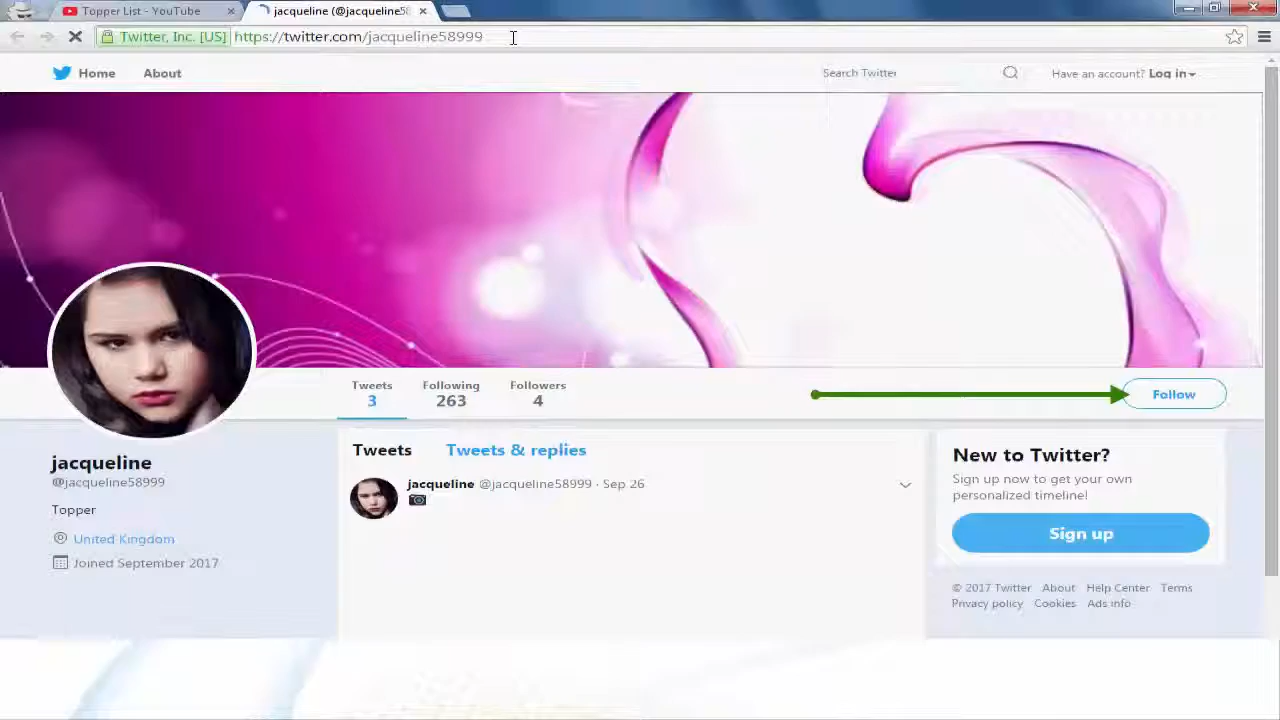 Topper List - YouTube
jacqueline (@jacqueline58
Twitter, Inc. [US] https://twitter.com/jacqueline58999
Home About Search Twitter Have an account? Log in
Tweets Following Followers
3 263 4
Follow
jacqueline
@jacqueline58999
Topper
United Kingdom
Joined September 2017
Tweets Tweets & replies
jacqueline @jacqueline58999 · Sep 26
New to Twitter?
Sign up now to get your own
personalized timeline!
Sign up
© 2017 Twitter About Help Center Terms
Privacy policy Cookies Ads info